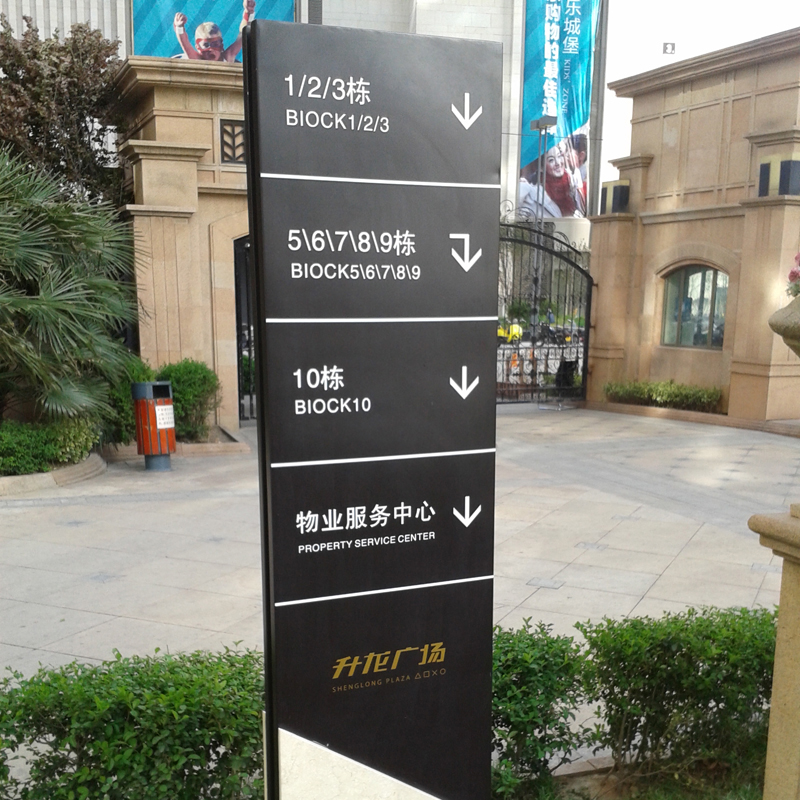 1/2/3栋
BIOCK1/2/3
5\6\7\8\9栋
BIOCK5\6\7\8\9
10栋
BIOCK10
物业服务中心
PROPERTY SERVICE CENTER
升龙广场
SHENGLONG PLAZA △□×○
乐城堡
KIDS' ZONE
购物的最佳